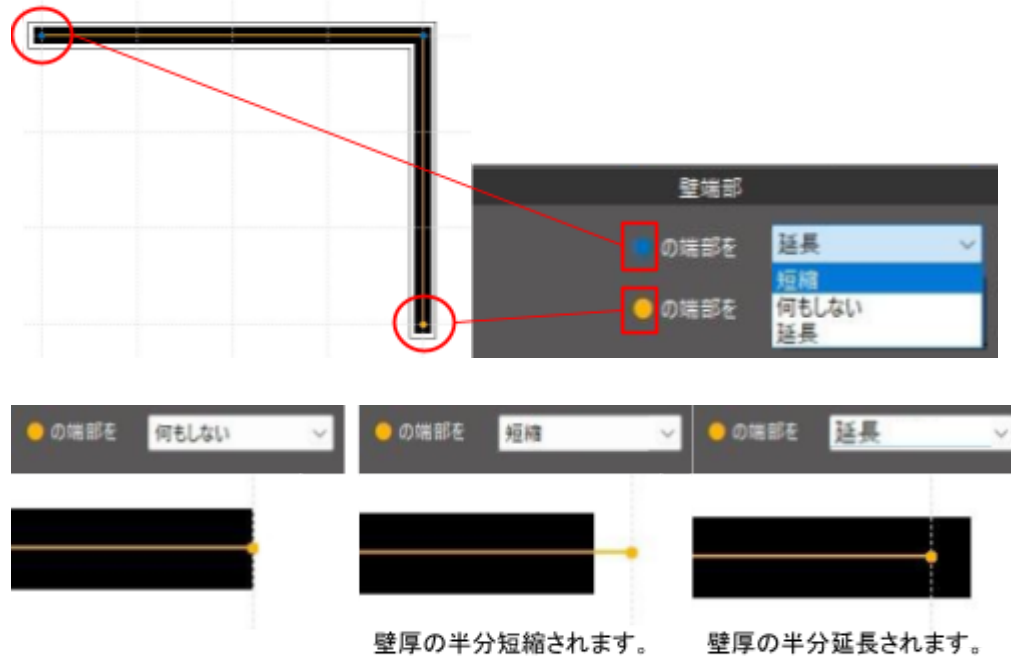 壁端部
の端部を 延長
短縮
の端部を 何もしない
延長
の端部を 何もしない
の端部を 短縮
の端部を 延長
壁厚の半分短縮されます。
壁厚の半分延長されます。